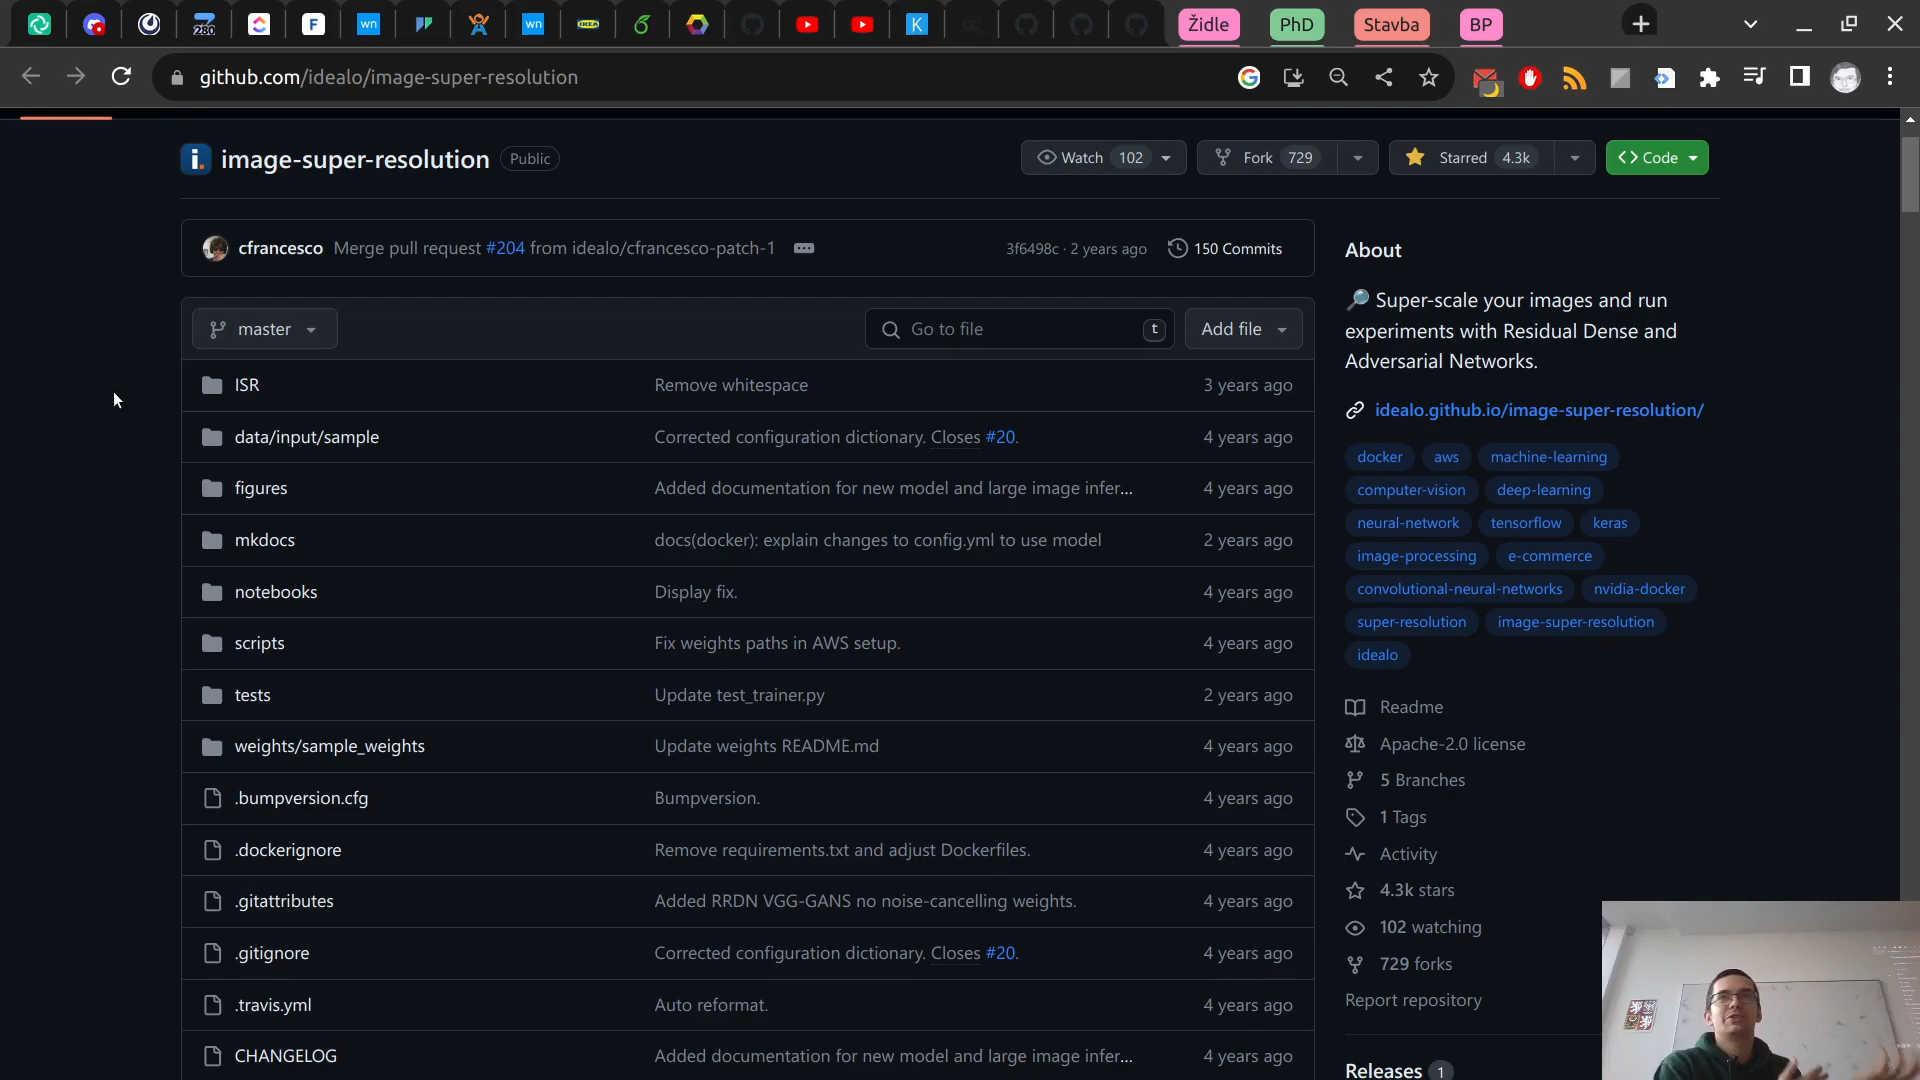 Židle
PhD
Stavba
BP
github.com/idealo/image-super-resolution
image-super-resolution
Public
Watch 102
Fork 729
Starred 4.3k
Code
cfrancesco Merge pull request #204 from idealo/cfrancesco-patch-1
3f6498c · 2 years ago
150 Commits
master
Go to file
t
Add file
ISR Remove whitespace 3 years ago
data/input/sample Corrected configuration dictionary. Closes #20. 4 years ago
figures Added documentation for new model and large image infer... 4 years ago
mkdocs docs(docker): explain changes to config.yml to use model 2 years ago
notebooks Display fix. 4 years ago
scripts Fix weights paths in AWS setup. 4 years ago
tests Update test_trainer.py 2 years ago
weights/sample_weights Update weights README.md 4 years ago
.bumpversion.cfg Bumpversion. 4 years ago
.dockerignore Remove requirements.txt and adjust Dockerfiles. 4 years ago
.gitattributes Added RRDN VGG-GANS no noise-cancelling weights. 4 years ago
.gitignore Corrected configuration dictionary. Closes #20. 4 years ago
.travis.yml Auto reformat. 4 years ago
CHANGELOG Added documentation for new model and large image infer... 4 years ago
About
Super-scale your images and run
experiments with Residual Dense and
Adversarial Networks.
idealo.github.io/image-super-resolution/
docker aws machine-learning
computer-vision deep-learning
neural-network tensorflow keras
image-processing e-commerce
convolutional-neural-networks nvidia-docker
super-resolution image-super-resolution
idealo
Readme
Apache-2.0 license
5 Branches
1 Tags
Activity
4.3k stars
102 watching
729 forks
Report repository
Releases 1